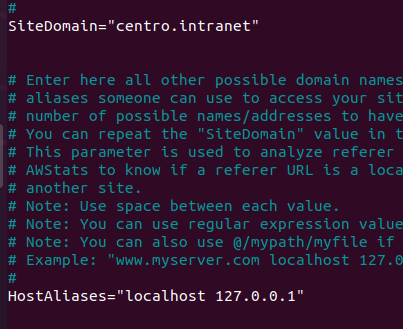 #
SiteDomain="centro.intranet"
# Enter here all other possible domain names
# aliases someone can use to access your sit
# number of possible names/addresses to have
# You can repeat the "SiteDomain" value in t
# This parameter is used to analyze referer
# AWStats to know if a referer URL is a loca
# another site.
# Note: Use space between each value.
# Note: You can use regular expression value
# Note: You can also use @/mypath/myfile if
# Example: "www.myserver.com localhost 127.0
#
HostAliases="localhost 127.0.0.1"